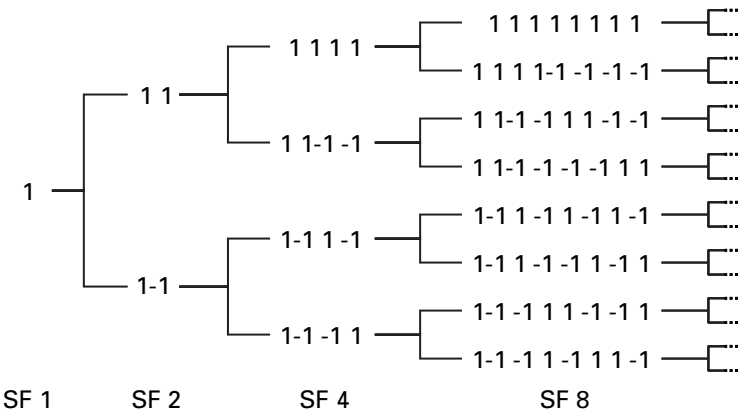 1 1 1 1 1 1 1 1
1 1 1 1
1 1 1 1-1 -1 -1 -1
1 1
1 1-1 -1 1 1 -1 -1
1 1-1 -1
1 1-1 -1 -1 -1 1 1
1
1-1 1 -1 1 -1 1 -1
1-1 1 -1
1-1 1 -1 -1 1 -1 1
1-1
1-1 -1 1 1 -1 -1 1
1-1 -1 1
1-1 -1 1 -1 1 1 -1
SF 1 SF 2 SF 4 SF 8